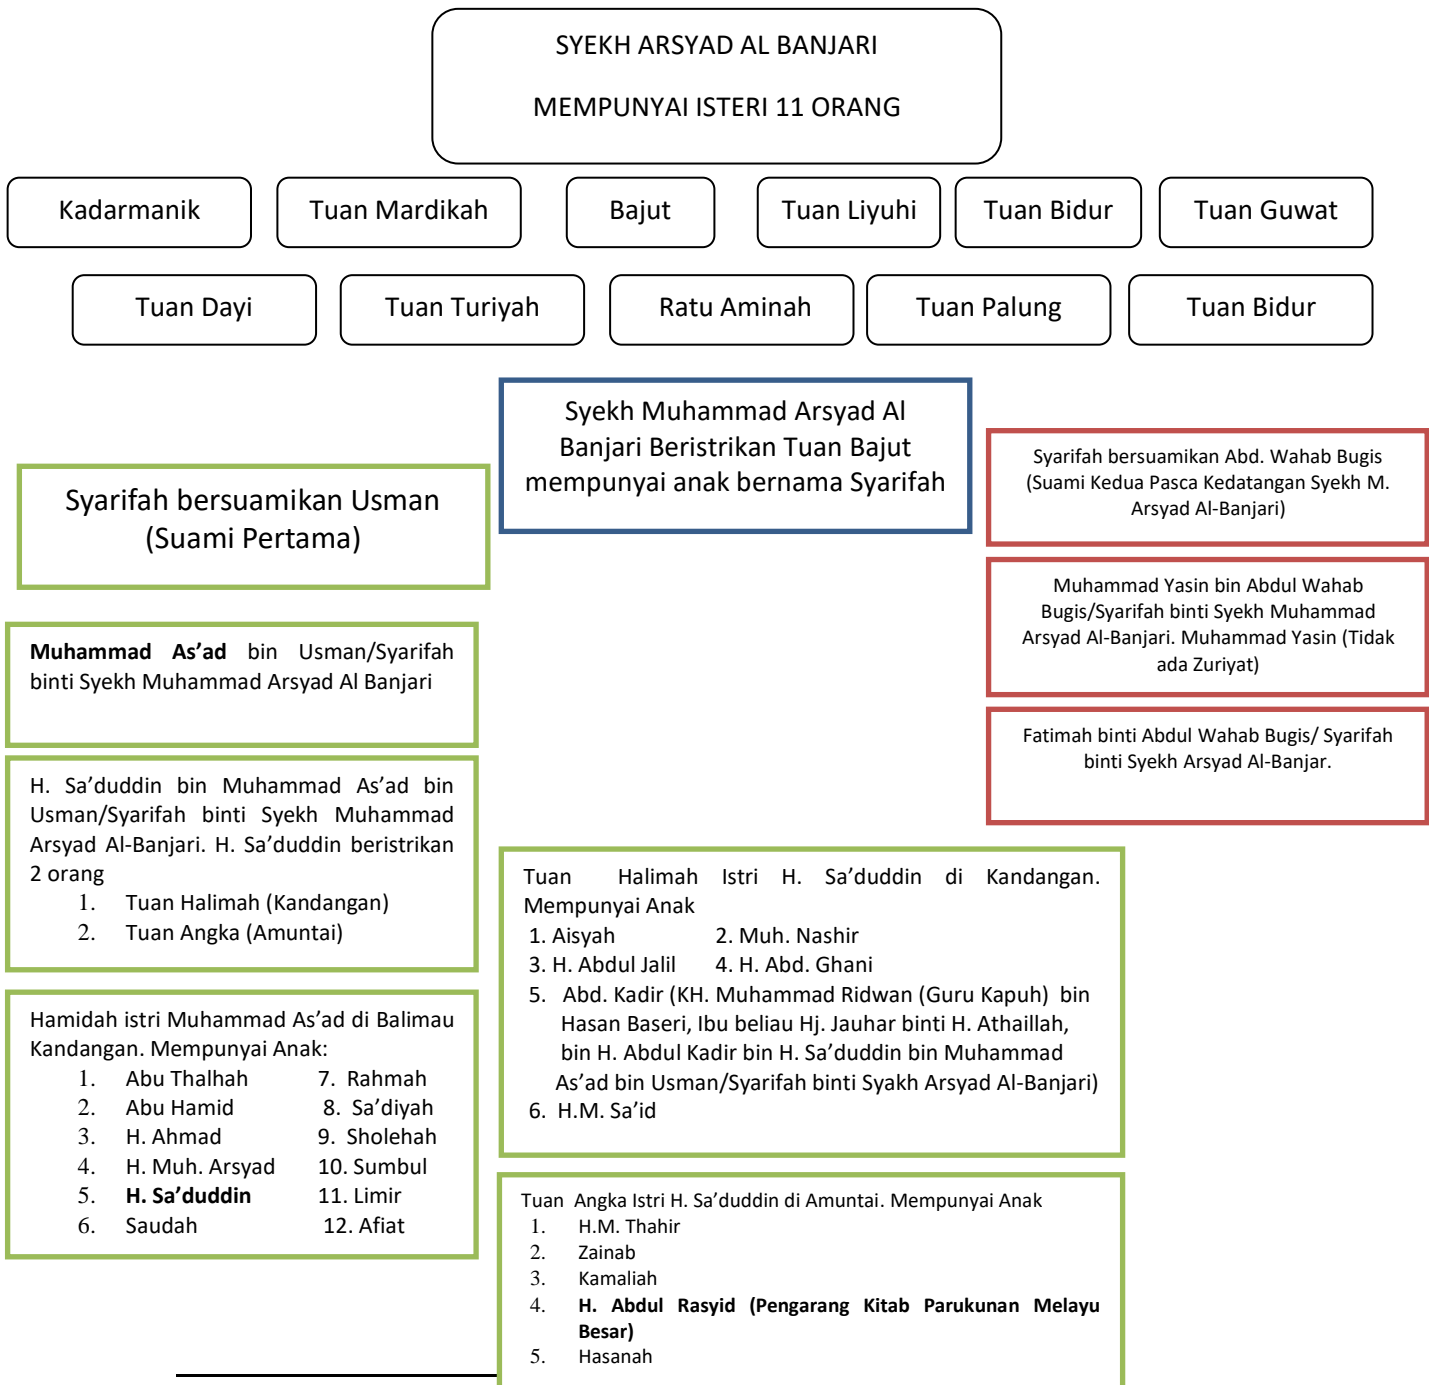 SYEKH ARSYAD AL BANJARI
MEMPUNYAI ISTERI 11 ORANG
Kadarmanik
Tuan Mardikah
Bajut
Tuan Liyuhi
Tuan Bidur
Tuan Guwat
Tuan Dayi
Tuan Turiyah
Ratu Aminah
Tuan Palung
Tuan Bidur
Syekh Muhammad Arsyad Al
Banjari Beristrikan Tuan Bajut
mempunyai anak bernama Syarifah
Syarifah bersuamikan Usman
(Suami Pertama)
Syarifah bersuamikan Abd. Wahab Bugis
(Suami Kedua Pasca Kedatangan Syekh M.
Arsyad Al-Banjari)
Muhammad Yasin bin Abdul Wahab
Bugis/Syarifah binti Syekh Muhammad
Arsyad Al-Banjari. Muhammad Yasin (Tidak
ada Zuriyat)
Fatimah binti Abdul Wahab Bugis/ Syarifah
binti Syekh Arsyad Al-Banjar.
Muhammad As’ad bin Usman/Syarifah
binti Syekh Muhammad Arsyad Al Banjari
H. Sa’duddin bin Muhammad As’ad bin
Usman/Syarifah binti Syekh Muhammad
Arsyad Al-Banjari. H. Sa’duddin beristrikan
2 orang
1. Tuan Halimah (Kandangan)
2. Tuan Angka (Amuntai)
Hamidah istri Muhammad As’ad di Balimau
Kandangan. Mempunyai Anak:
1. Abu Thalhah 7. Rahmah
2. Abu Hamid 8. Sa’diyah
3. H. Ahmad 9. Sholehah
4. H. Muh. Arsyad 10. Sumbul
5. H. Sa’duddin 11. Limir
6. Saudah 12. Afiat
Tuan Halimah Istri H. Sa’duddin di Kandangan.
Mempunyai Anak
1. Aisyah 2. Muh. Nashir
3. H. Abdul Jalil 4. H. Abd. Ghani
5. Abd. Kadir (KH. Muhammad Ridwan (Guru Kapuh) bin
Hasan Baseri, Ibu beliau Hj. Jauhar binti H. Athaillah,
bin H. Abdul Kadir bin H. Sa’duddin bin Muhammad
As’ad bin Usman/Syarifah binti Syakh Arsyad Al-Banjari)
6. H.M. Sa’id
Tuan Angka Istri H. Sa’duddin di Amuntai. Mempunyai Anak
1. H.M. Thahir
2. Zainab
3. Kamaliah
4. H. Abdul Rasyid (Pengarang Kitab Parukunan Melayu
Besar)
5. Hasanah